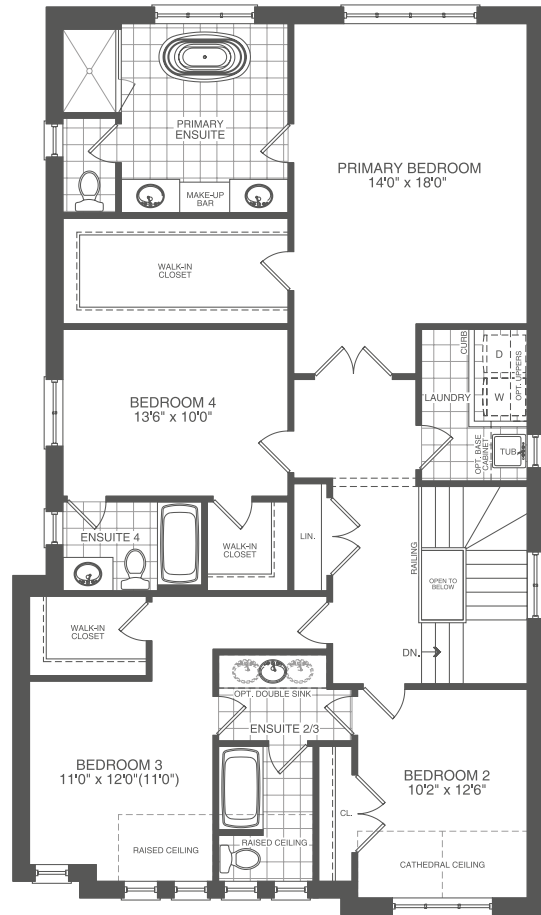 PRIMARY
ENSUITE
MAKE-UP
BAR
PRIMARY BEDROOM
14'0" x 18'0"
WALK-IN
CLOSET
CURB
D
W
OPT. UPPERS
LAUNDRY
OPT. BASE
CABINET
TUB
BEDROOM 4
13'6" x 10'0"
ENSUITE 4
WALK-IN
CLOSET
LIN.
RAILING
OPEN TO
BELOW
DN.
WALK-IN
CLOSET
OPT. DOUBLE SINK
ENSUITE 2/3
BEDROOM 3
11'0" x 12'0"(11'0")
RAISED CEILING
RAISED CEILING
CL.
BEDROOM 2
10'2" x 12'6"
CATHEDRAL CEILING